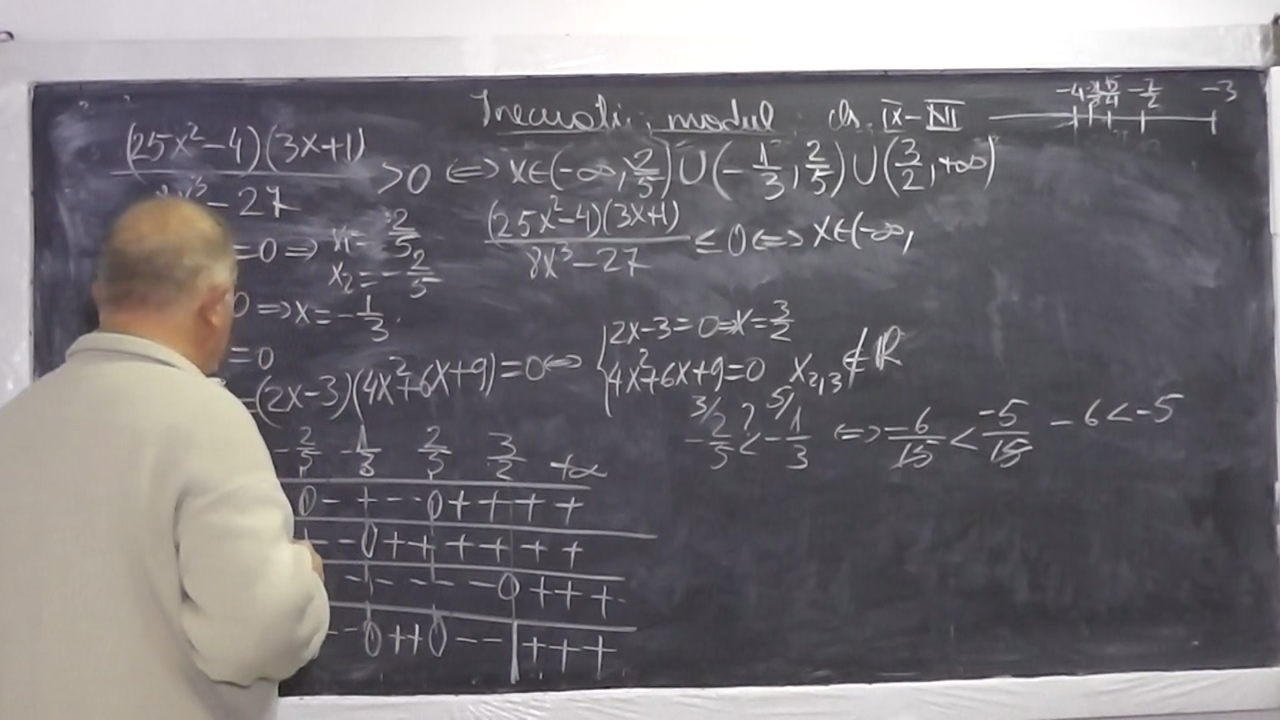 Inecuatii modul cls. IX-XII
-4 -1/2 -3
(25x²-4)(3x+1)
x³-27
>0 ⇔ x∈(-∞, 2/5)∪(-1/3, 2/5)∪(3/2, +∞)
(25x²-4)(3x+1)/8x³-27 ≤ 0 ⇔ x∈(-∞,
=0 ⇒ x₁= 2/5
x₂=-2/5
0 ⇒ x=-1/3.
=0
=(2x-3)(4x²+6x+9)=0 ⇔
2x-3=0 ⇒ x=3/2
4x²+6x+9=0 x₂,₃ ∉ ℝ
3/ 5/
-2/5 <? -1/3 ⇔ -6/15 < -5/15 -6<-5
-2/5 -1/3 2/5 3/2 +∞
0 - + - - 0 + + + + +
- - 0 + + + + + + +
- - - - - 0 + + +
- - 0 + + 0 - - | + + +